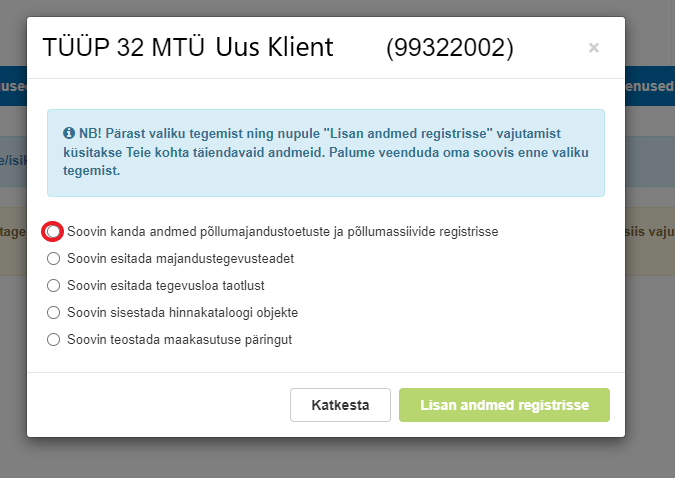 TÜÜP 32 MTÜ Uus Klient (99322002) ×
NB! Pärast valiku tegemist ning nupule "Lisan andmed registrisse" vajutamist
küsitakse Teie kohta täiendavaid andmeid. Palume veenduda oma soovis enne valiku
tegemist.
Soovin kanda andmed põllumajandustoetuste ja põllumassiivide registrisse
Soovin esitada majandustegevusteadet
Soovin esitada tegevusloa taotlust
Soovin sisestada hinnakataloogi objekte
Soovin teostada maakasutuse päringut
Katkesta
Lisan andmed registrisse